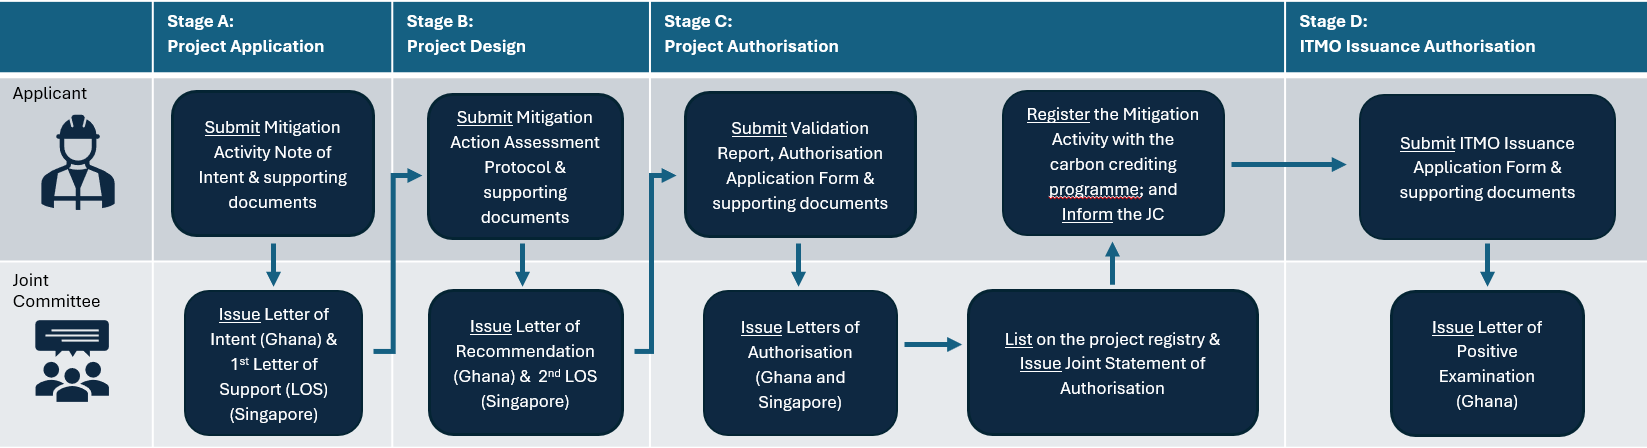 Stage A:
Project Application
Stage B:
Project Design
Stage C:
Project Authorisation
Stage D:
ITMO Issuance Authorisation
Applicant
Submit Mitigation
Activity Note of
Intent & supporting
documents
Submit Mitigation
Action Assessment
Protocol &
supporting
documents
Submit Validation
Report, Authorisation
Application Form &
supporting documents
Register the Mitigation
Activity with the
carbon crediting
programme; and
Inform the JC
Submit ITMO Issuance
Application Form &
supporting documents
Joint
Committee
Issue Letter of
Intent (Ghana) &
1st Letter of
Support (LOS)
(Singapore)
Issue Letter of
Recommendation
(Ghana) & 2nd LOS
(Singapore)
Issue Letters of
Authorisation
(Ghana and
Singapore)
List on the project registry &
Issue Joint Statement of
Authorisation
Issue Letter of
Positive
Examination
(Ghana)